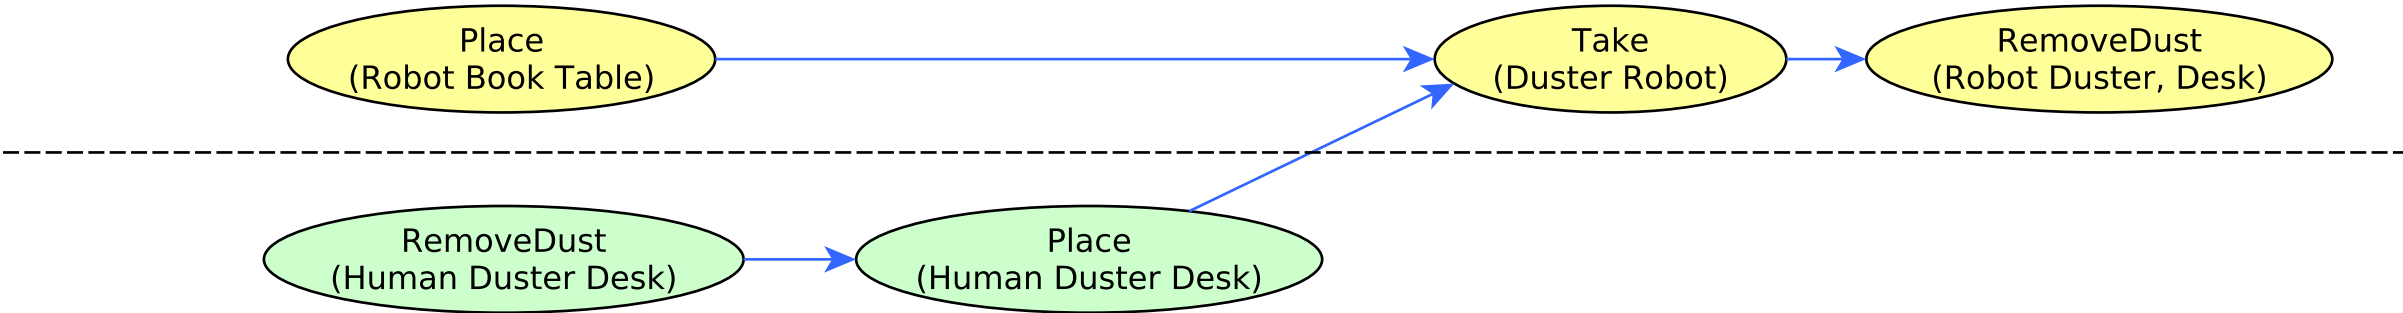 Place
(Robot Book Table)
Take
(Duster Robot)
RemoveDust
(Robot Duster, Desk)
RemoveDust
(Human Duster Desk)
Place
(Human Duster Desk)